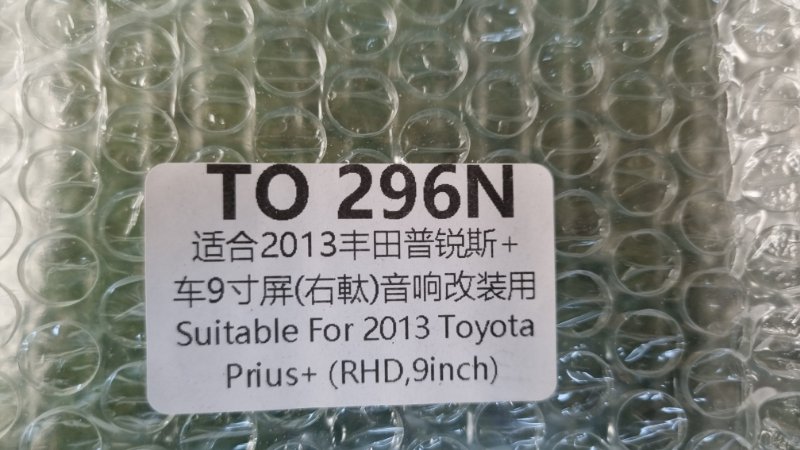 TO 296N
适合2013丰田普锐斯+
车9寸屏(右軚)音响改装用
Suitable For 2013 Toyota
Prius+ (RHD,9inch)